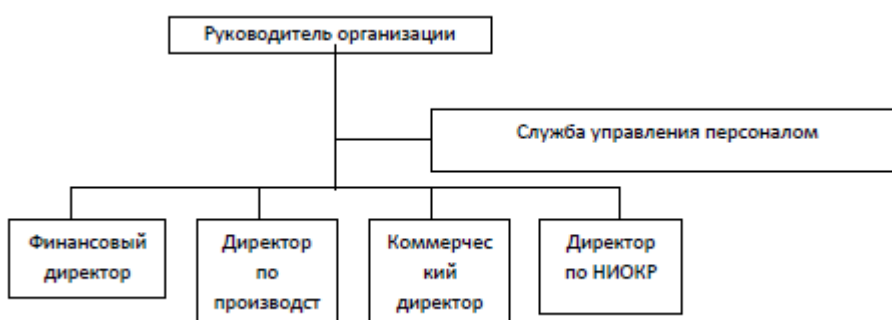 Руководитель организации
Служба управления персоналом
Финансовый
директор
Директор
по
производст
Коммерчес
кий
директор
Директор
по НИОКР